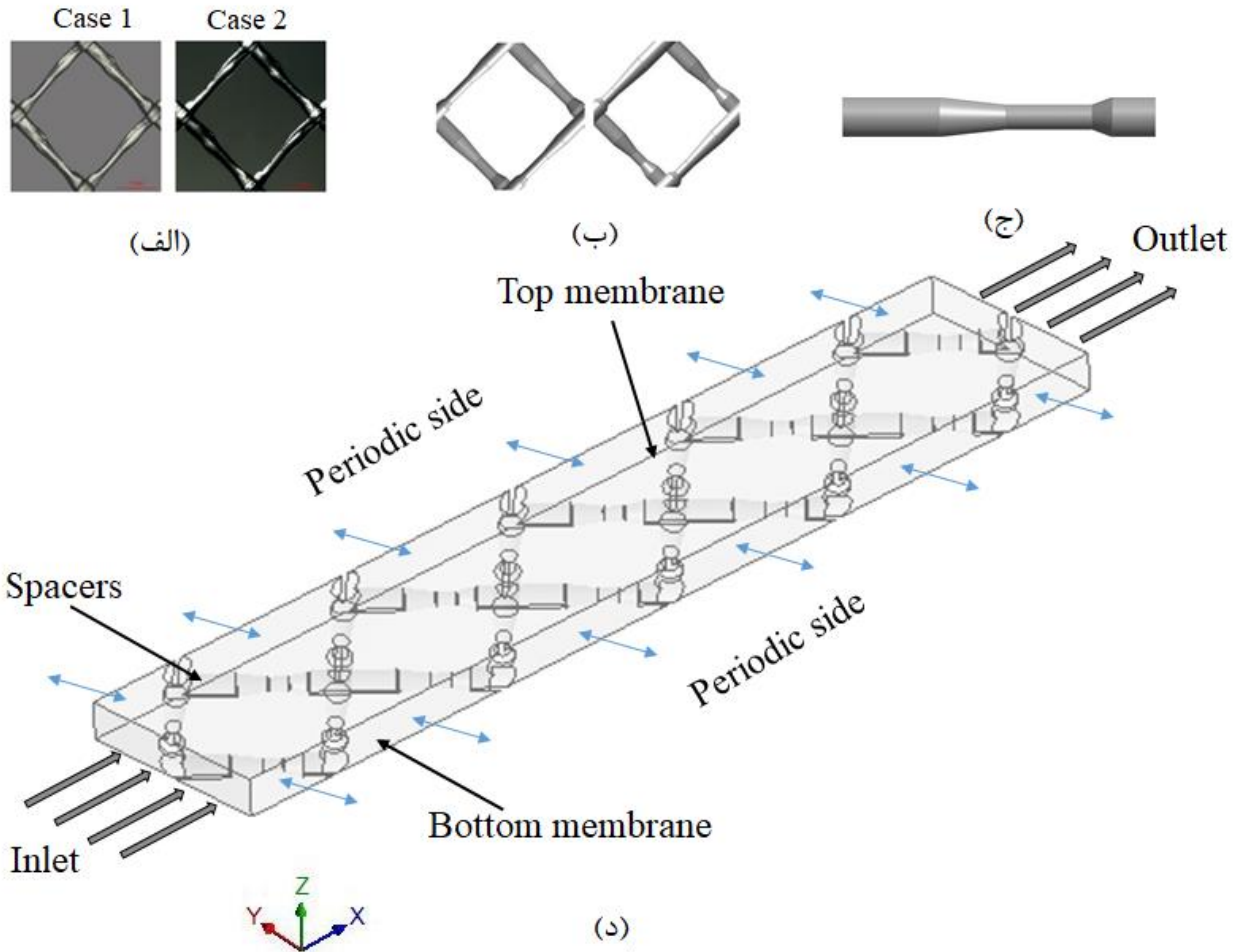 Case 1
Case 2
(الف)
(ب)
(ج)
Outlet
Top membrane
Periodic side
Spacers
Periodic side
Bottom membrane
Inlet
Z
Y
X
(د)